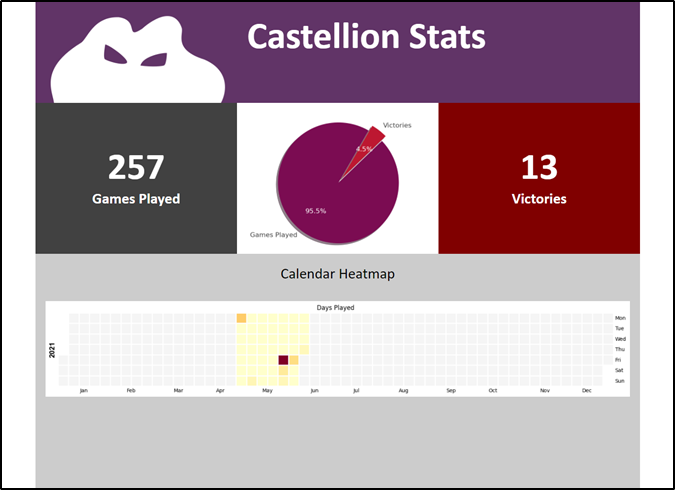 Castellion Stats
257
Games Played
Victories
4.5%
95.5%
Games Played
13
Victories
Calendar Heatmap
Days Played
2021
Mon
Tue
Wed
Thu
Fri
Sat
Sun
Jan Feb Mar Apr May Jun Jul Aug Sep Oct Nov Dec